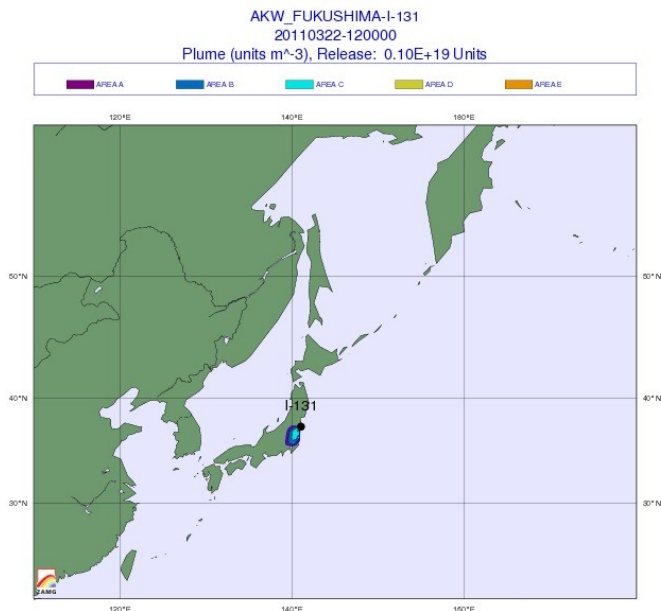 AKW_FUKUSHIMA-I-131
20110322-120000
Plume (units m^-3), Release: 0.10E+19 Units
AREA A AREA B AREA C AREA D AREA E
120°E 140°E 160°E
50°N 50°N
40°N 40°N
I-131
30°N 30°N
ZAMG
120°E 140°E 160°E